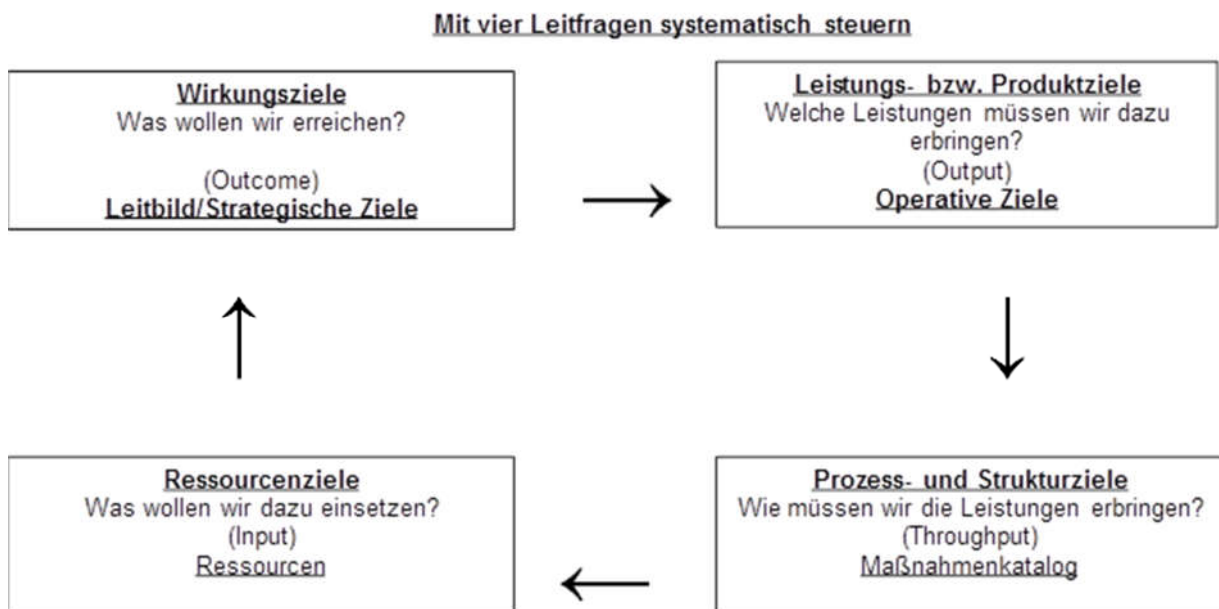 Mit vier Leitfragen systematisch steuern
Wirkungsziele
Was wollen wir erreichen?
(Outcome)
Leitbild/Strategische Ziele
Leistungs- bzw. Produktziele
Welche Leistungen müssen wir dazu
erbringen?
(Output)
Operative Ziele
Ressourcenziele
Was wollen wir dazu einsetzen?
(Input)
Ressourcen
Prozess- und Strukturziele
Wie müssen wir die Leistungen erbringen?
(Throughput)
Maßnahmenkatalog